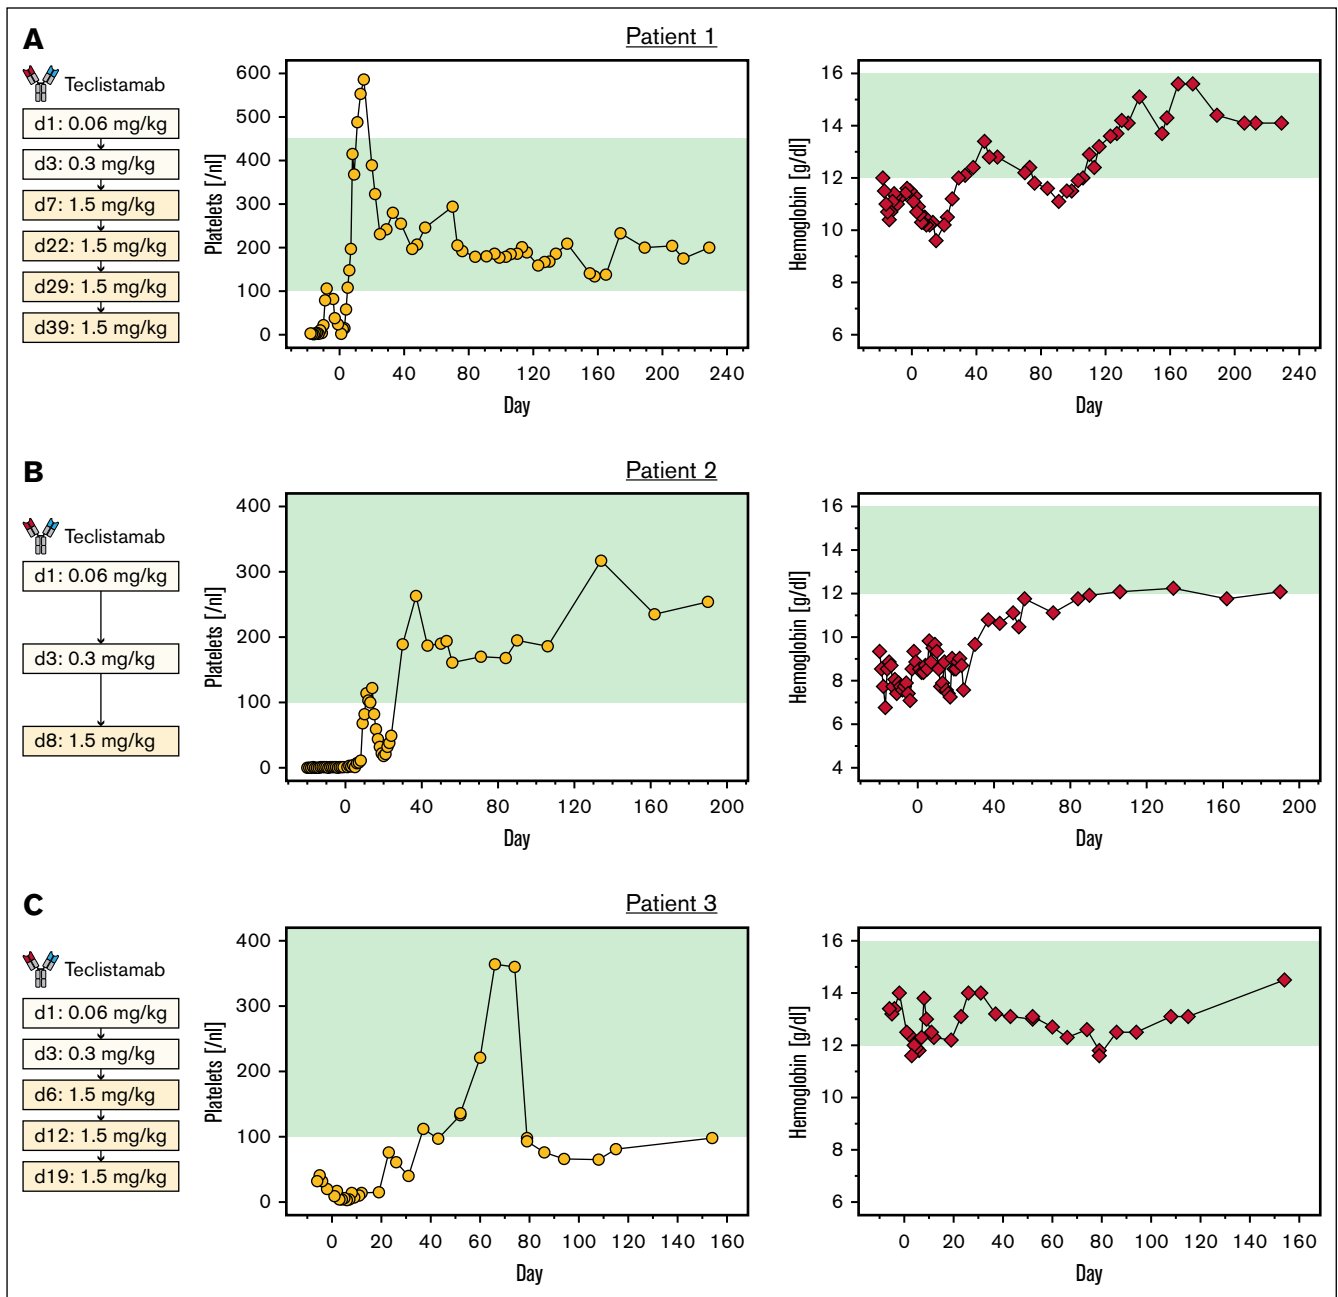 A
Patient 1
Teclistamab
d1: 0.06 mg/kg
d3: 0.3 mg/kg
d7: 1.5 mg/kg
d22: 1.5 mg/kg
d29: 1.5 mg/kg
d39: 1.5 mg/kg
Platelets [/nl]
600
500
400
300
200
100
0
0 40 80 120 160 200 240
Day
Hemoglobin [g/dl]
16
14
12
10
8
6
0 40 80 120 160 200 240
Day
B
Patient 2
Teclistamab
d1: 0.06 mg/kg
d3: 0.3 mg/kg
d8: 1.5 mg/kg
Platelets [/nl]
400
300
200
100
0
0 40 80 120 160 200
Day
Hemoglobin [g/dl]
16
14
12
10
8
6
4
0 40 80 120 160 200
Day
C
Patient 3
Teclistamab
d1: 0.06 mg/kg
d3: 0.3 mg/kg
d6: 1.5 mg/kg
d12: 1.5 mg/kg
d19: 1.5 mg/kg
Platelets [/nl]
400
300
200
100
0
0 20 40 60 80 100 120 140 160
Day
Hemoglobin [g/dl]
16
14
12
10
8
6
0 20 40 60 80 100 120 140 160
Day